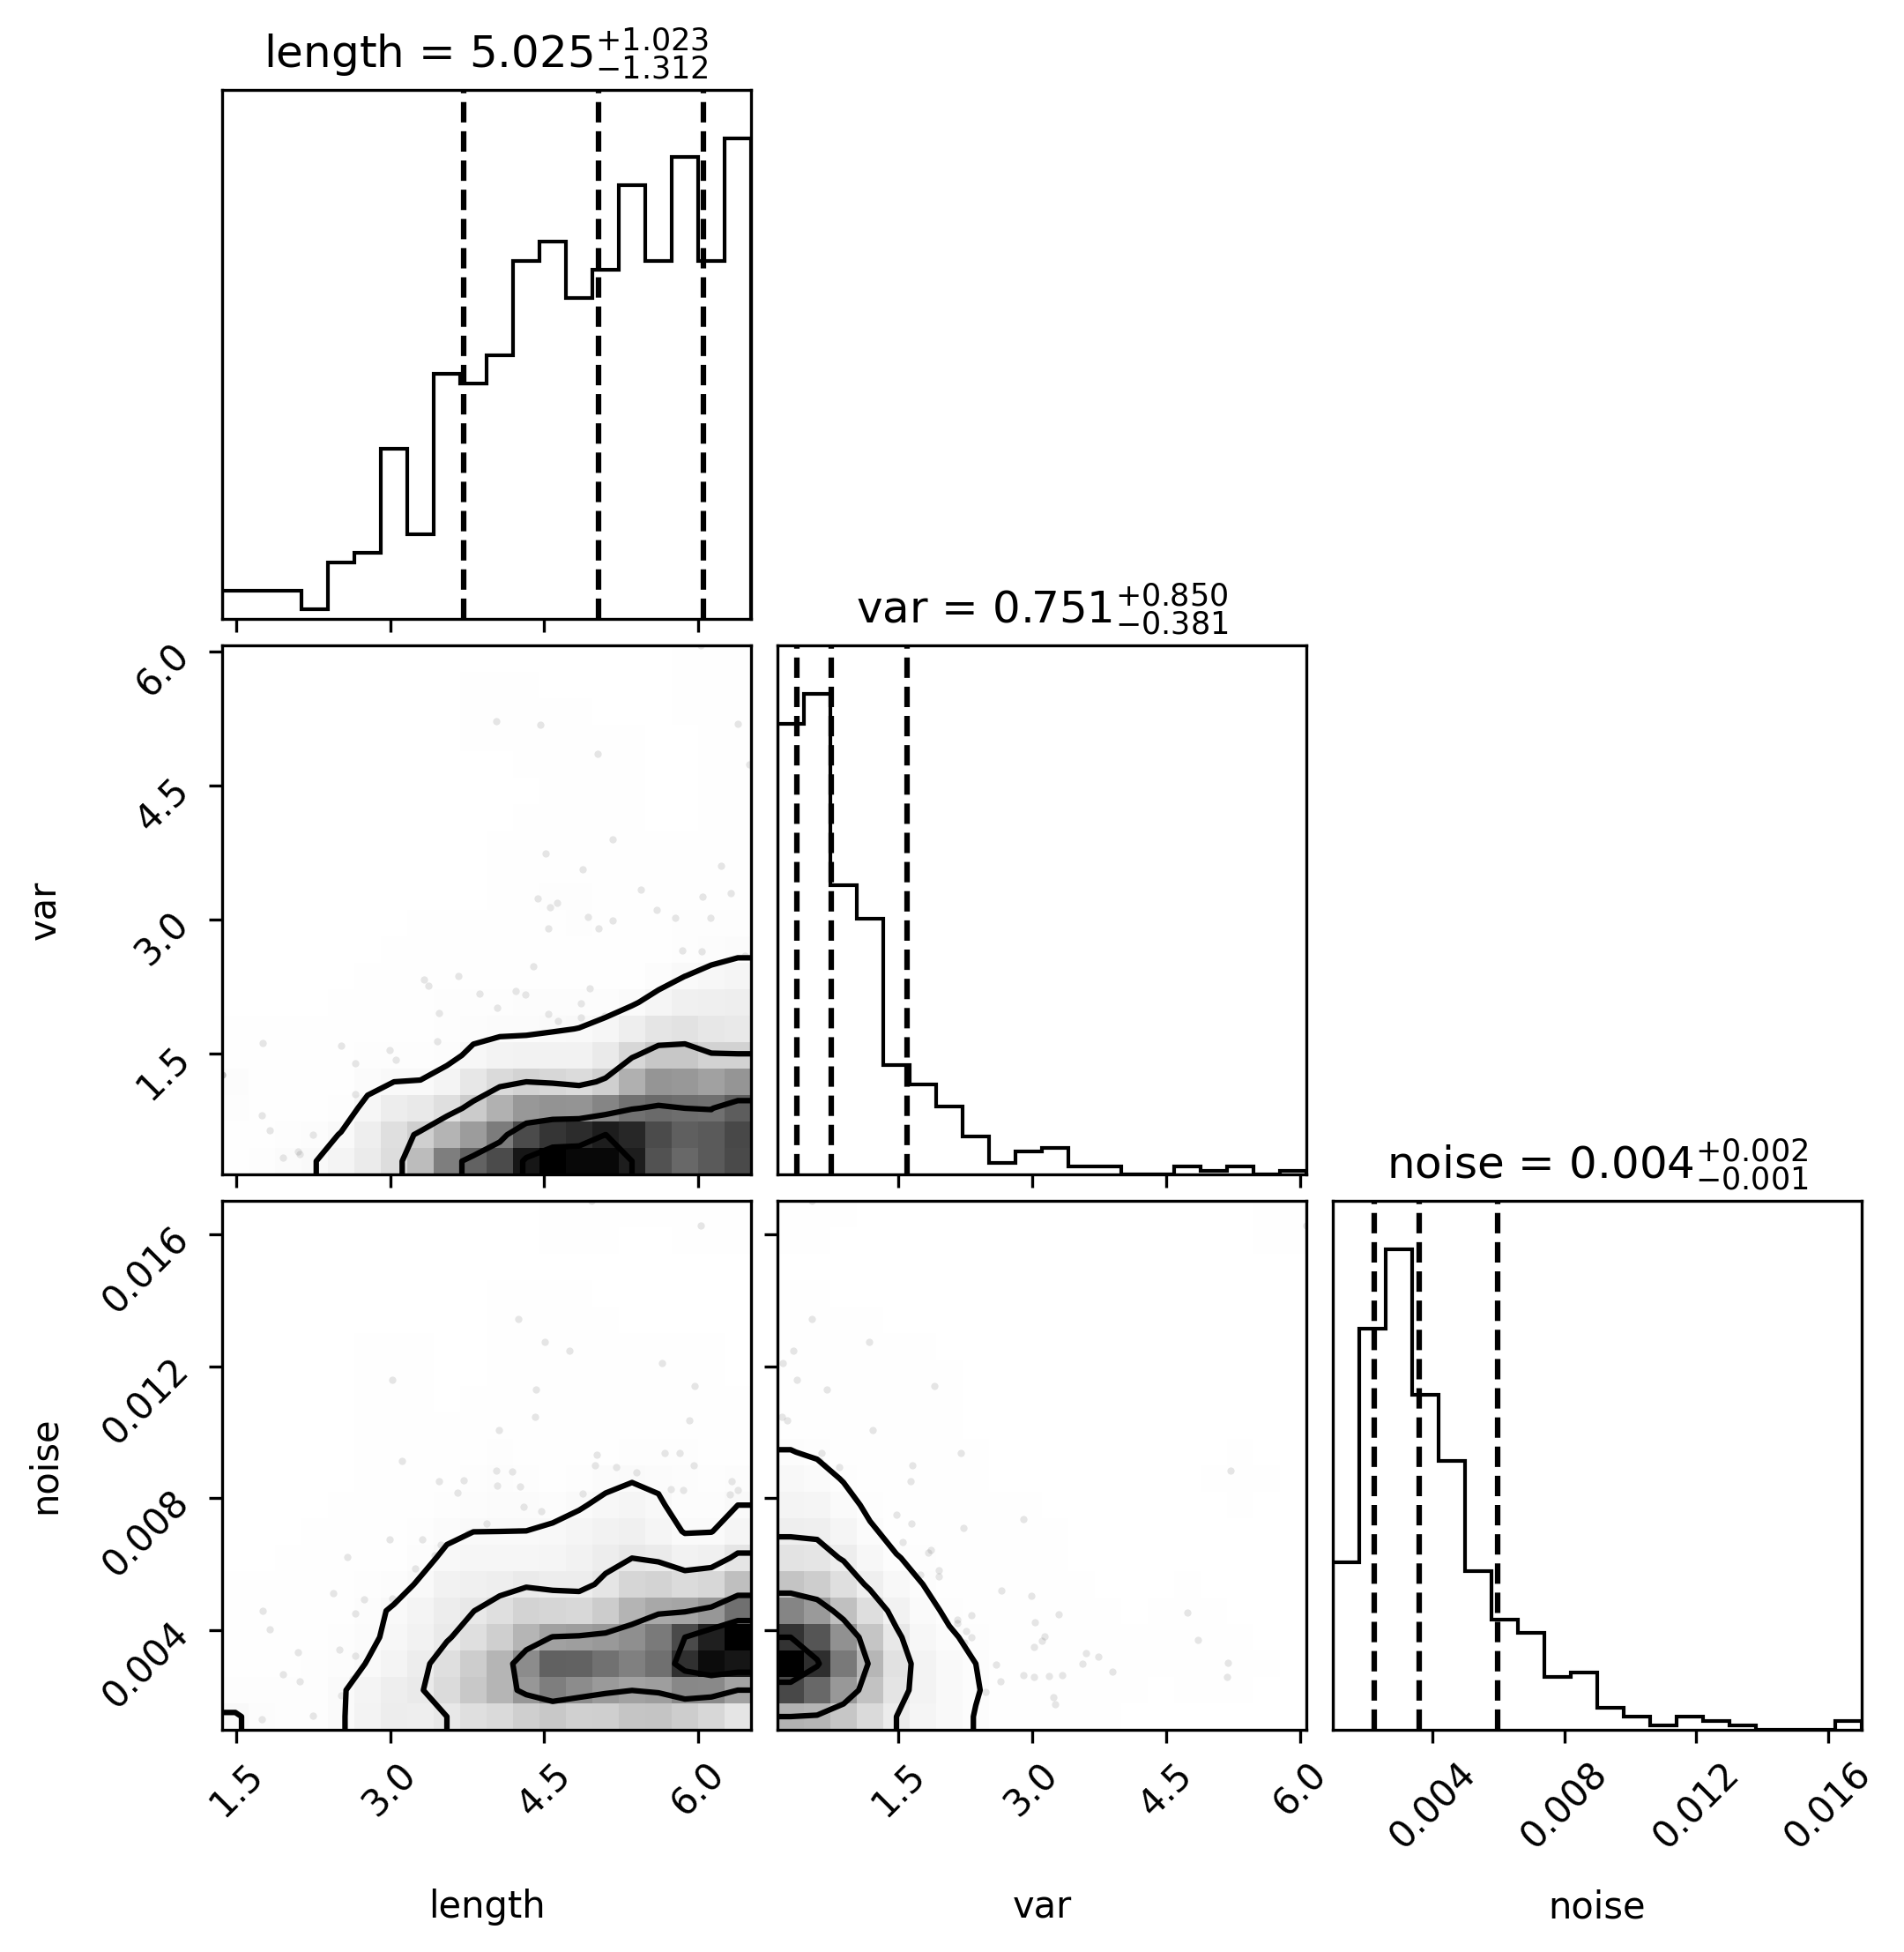 length = 5.025 +1.023 −1.312
var = 0.751 +0.850 −0.381
6.0
4.5
3.0
1.5
var
noise = 0.004 +0.002 −0.001
0.016
0.012
0.008
0.004
noise
1.5 3.0 4.5 6.0 1.5 3.0 4.5 6.0 0.004 0.008 0.012 0.016
length var noise